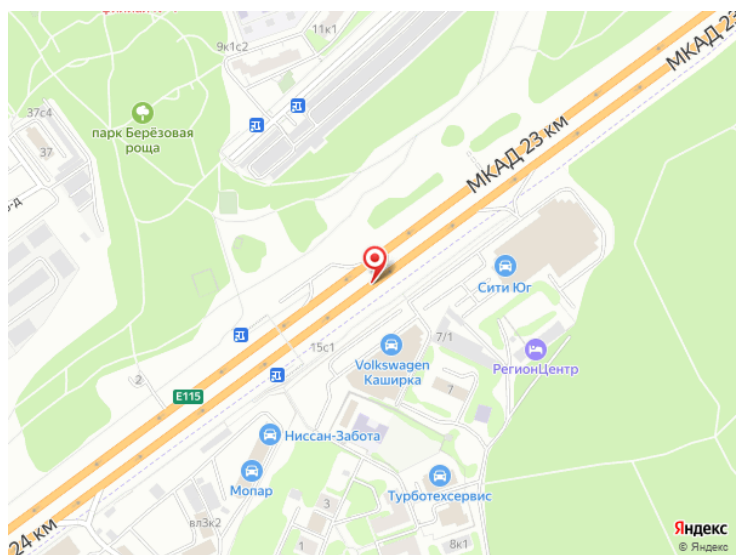 11к1
9к1с2
МКАД 23
37с4
парк Берёзовая
роща
37
МКАД 23 км
Сити Юг
7/1
15с1
Volkswagen
Каширка
РегионЦентр
2
7
E115
Ниссан-Забота
Мопар
Турботехсервис
3
вл3к2
Яндекс
24 км
1
8к1
© Яндекс